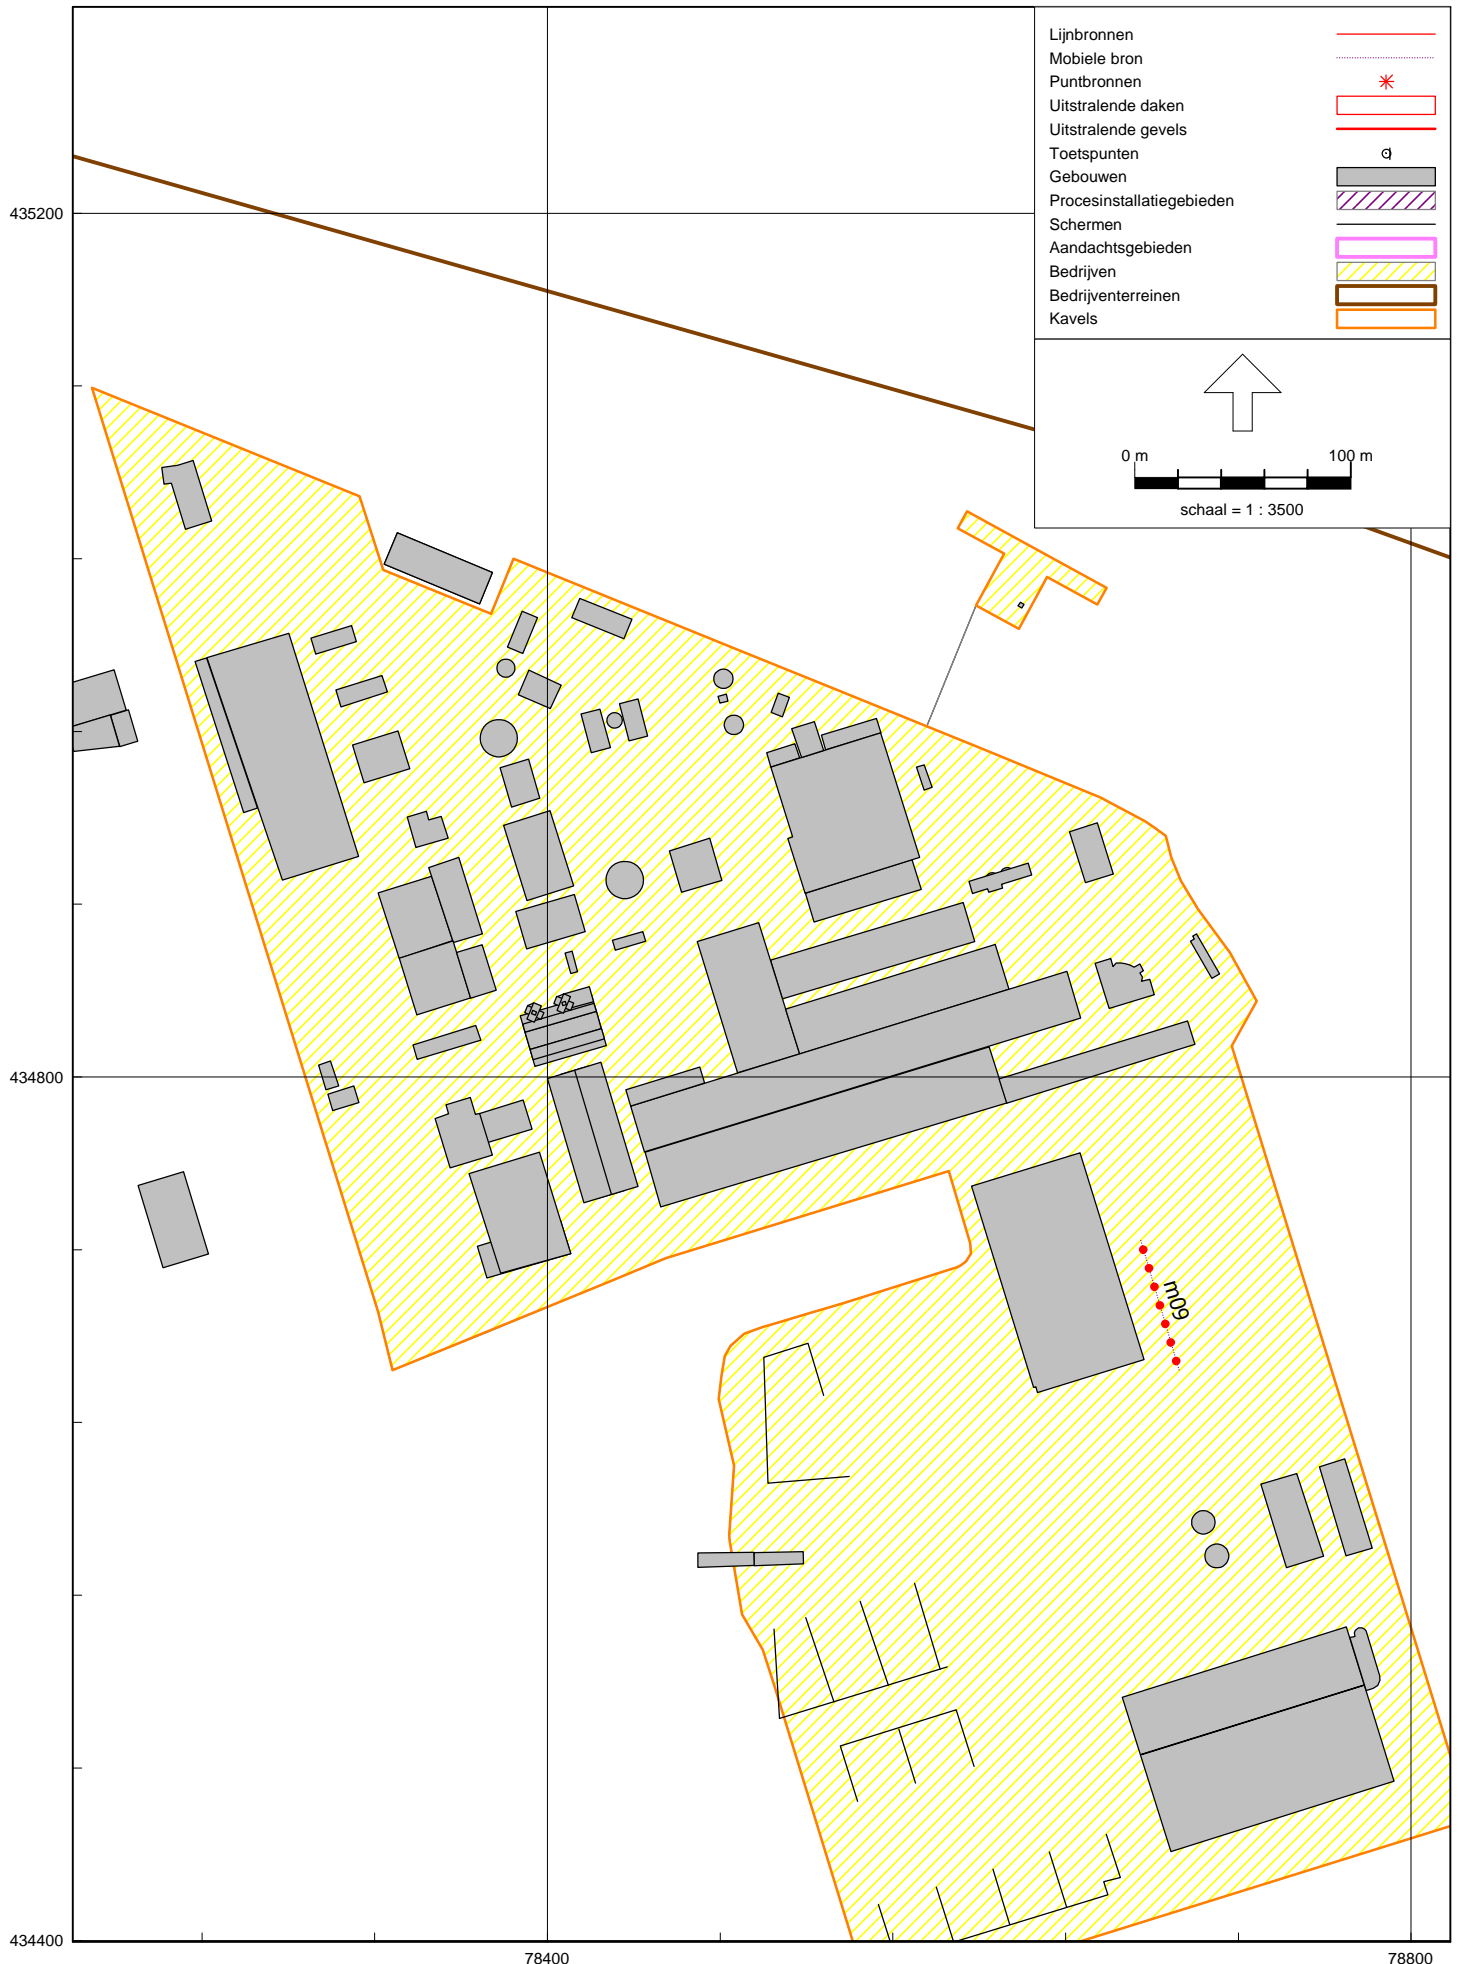 Lijnbronnen
Mobiele bron
Puntbronnen
Uitstralende daken
Uitstralende gevels
Toetspunten
Gebouwen
Procesinstallatiegebieden
Schermen
Aandachtsgebieden
Bedrijven
Bedrijventerreinen
Kavels
0 m 100 m
schaal = 1 : 3500
435200
434800
m09
434400
78400 78800